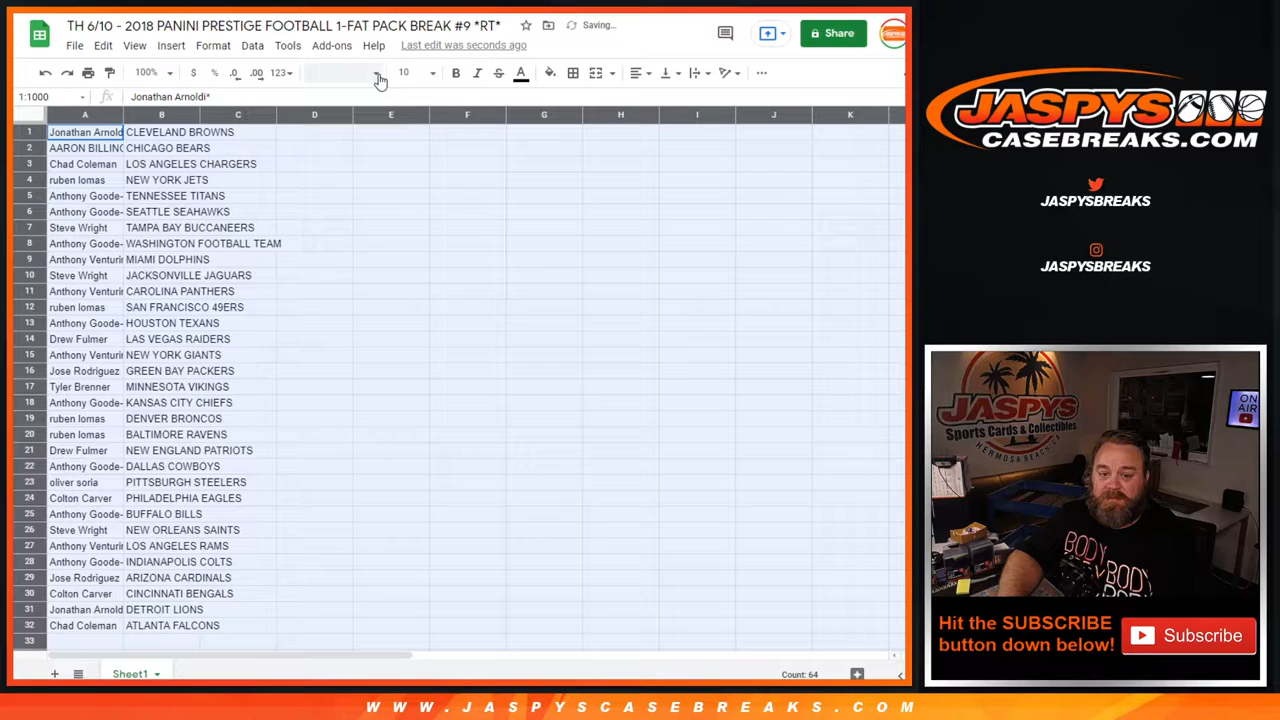 TH 6/10 - 2018 PANINI PRESTIGE FOOTBALL 1-FAT PACK BREAK #9 *RT*
Saving...
File Edit View Insert Format Data Tools Add-ons Help Last edit was seconds ago
Share
100% $ % .0 .00 123 10 B I S A
1:1000 fx Jonathan Arnoldi*
A B C D E F G H I J K
1 Jonathan Arnold CLEVELAND BROWNS
2 AARON BILLING CHICAGO BEARS
3 Chad Coleman LOS ANGELES CHARGERS
4 ruben lomas NEW YORK JETS
5 Anthony Goode- TENNESSEE TITANS
6 Anthony Goode- SEATTLE SEAHAWKS
7 Steve Wright TAMPA BAY BUCCANEERS
8 Anthony Goode- WASHINGTON FOOTBALL TEAM
9 Anthony Venturin MIAMI DOLPHINS
10 Steve Wright JACKSONVILLE JAGUARS
11 Anthony Venturin CAROLINA PANTHERS
12 ruben lomas SAN FRANCISCO 49ERS
13 Anthony Goode- HOUSTON TEXANS
14 Drew Fulmer LAS VEGAS RAIDERS
15 Anthony Venturin NEW YORK GIANTS
16 Jose Rodriguez GREEN BAY PACKERS
17 Tyler Brenner MINNESOTA VIKINGS
18 Anthony Goode- KANSAS CITY CHIEFS
19 ruben lomas DENVER BRONCOS
20 ruben lomas BALTIMORE RAVENS
21 Drew Fulmer NEW ENGLAND PATRIOTS
22 Anthony Goode- DALLAS COWBOYS
23 oliver soria PITTSBURGH STEELERS
24 Colton Carver PHILADELPHIA EAGLES
25 Anthony Goode- BUFFALO BILLS
26 Steve Wright NEW ORLEANS SAINTS
27 Anthony Venturin LOS ANGELES RAMS
28 Anthony Goode- INDIANAPOLIS COLTS
29 Jose Rodriguez ARIZONA CARDINALS
30 Colton Carver CINCINNATI BENGALS
31 Jonathan Arnold DETROIT LIONS
32 Chad Coleman ATLANTA FALCONS
33
Sheet1
Count: 64
JASPYS
CASEBREAKS.COM
JASPYSBREAKS
JASPYSBREAKS
JASPYS
Sports Cards & Collectibles
HERMOSA BEACH, CA
ON
AIR
BODY
BODY
Hit the SUBSCRIBE
button down below!
Subscribe
WWW.JASPYSCASEBREAKS.COM